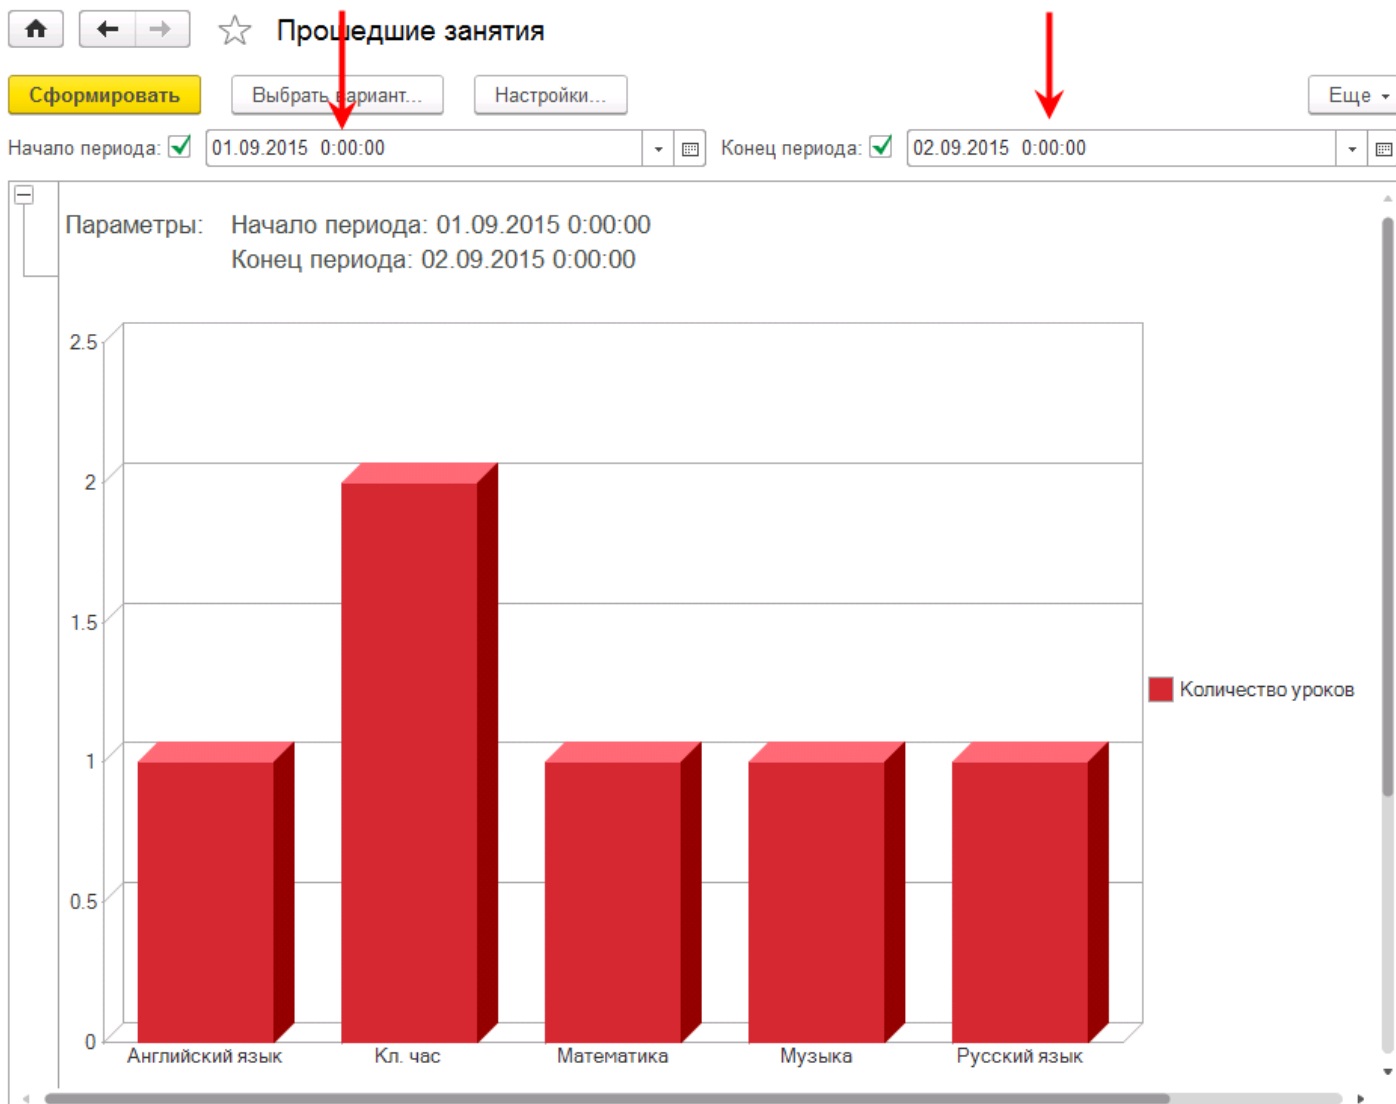 Прошедшие занятия
Сформировать Выбрать вариант... Настройки... Еще
Начало периода: 01.09.2015 0:00:00 Конец периода: 02.09.2015 0:00:00
Параметры: Начало периода: 01.09.2015 0:00:00
Конец периода: 02.09.2015 0:00:00
2.5
2
1.5
Количество уроков
1
0.5
0
Английский язык Кл. час Математика Музыка Русский язык